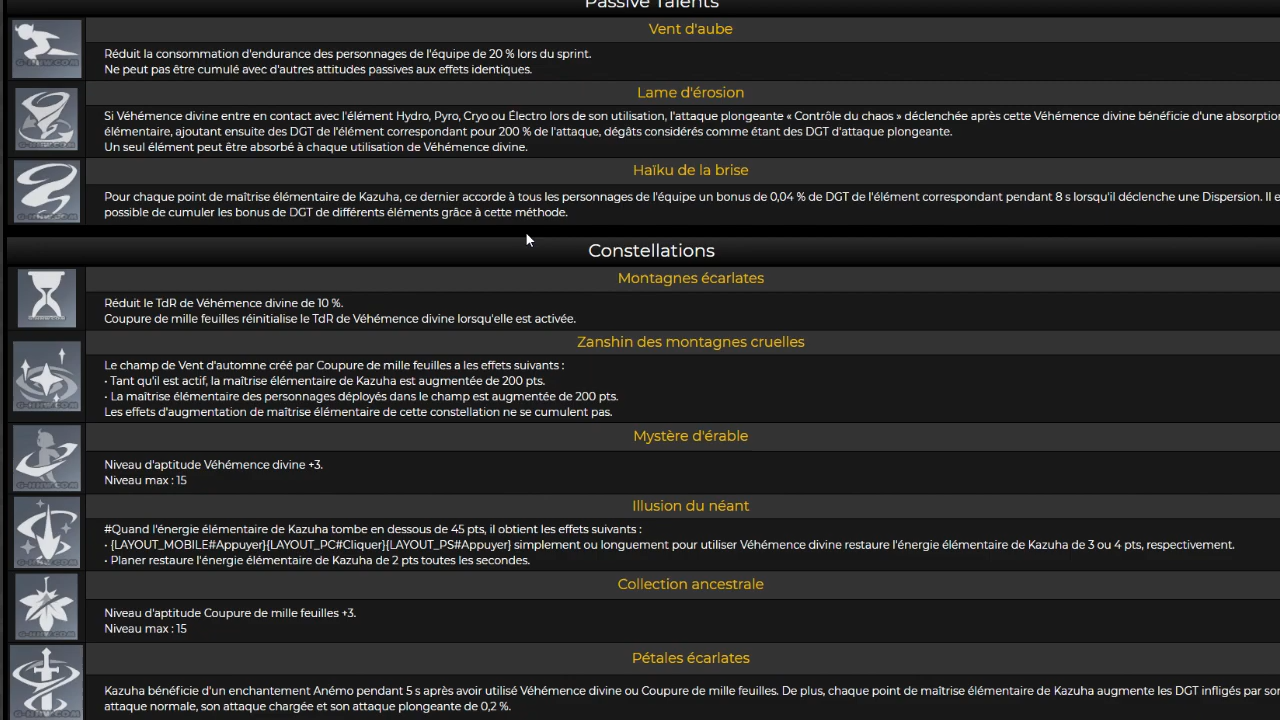 Passive Talents
Vent d'aube
Réduit la consommation d'endurance des personnages de l'équipe de 20 % lors du sprint.
Ne peut pas être cumulé avec d'autres attitudes passives aux effets identiques.
Lame d'érosion
Si Véhémence divine entre en contact avec l'élément Hydro, Pyro, Cryo ou Électro lors de son utilisation, l'attaque plongeante « Contrôle du chaos » déclenchée après cette Véhémence divine bénéficie d'une absorptio
élémentaire, ajoutant ensuite des DGT de l'élément correspondant pour 200 % de l'attaque, dégâts considérés comme étant des DGT d'attaque plongeante.
Un seul élément peut être absorbé à chaque utilisation de Véhémence divine.
Haïku de la brise
Pour chaque point de maîtrise élémentaire de Kazuha, ce dernier accorde à tous les personnages de l'équipe un bonus de 0,04 % de DGT de l'élément correspondant pendant 8 s lorsqu'il déclenche une Dispersion. Il e
possible de cumuler les bonus de DGT de différents éléments grâce à cette méthode.
Constellations
Montagnes écarlates
Réduit le TdR de Véhémence divine de 10 %.
Coupure de mille feuilles réinitialise le TdR de Véhémence divine lorsqu'elle est activée.
Zanshin des montagnes cruelles
Le champ de Vent d'automne créé par Coupure de mille feuilles a les effets suivants :
• Tant qu'il est actif, la maîtrise élémentaire de Kazuha est augmentée de 200 pts.
• La maîtrise élémentaire des personnages déployés dans le champ est augmentée de 200 pts.
Les effets d'augmentation de maîtrise élémentaire de cette constellation ne se cumulent pas.
Mystère d'érable
Niveau d'aptitude Véhémence divine +3.
Niveau max : 15
Illusion du néant
#Quand l'énergie élémentaire de Kazuha tombe en dessous de 45 pts, il obtient les effets suivants :
• {LAYOUT_MOBILE#Appuyer}{LAYOUT_PC#Cliquer}{LAYOUT_PS#Appuyer} simplement ou longuement pour utiliser Véhémence divine restaure l'énergie élémentaire de Kazuha de 3 ou 4 pts, respectivement.
• Planer restaure l'énergie élémentaire de Kazuha de 2 pts toutes les secondes.
Collection ancestrale
Niveau d'aptitude Coupure de mille feuilles +3.
Niveau max : 15
Pétales écarlates
Kazuha bénéficie d'un enchantement Anémo pendant 5 s après avoir utilisé Véhémence divine ou Coupure de mille feuilles. De plus, chaque point de maîtrise élémentaire de Kazuha augmente les DGT infligés par so
attaque normale, son attaque chargée et son attaque plongeante de 0,2 %.